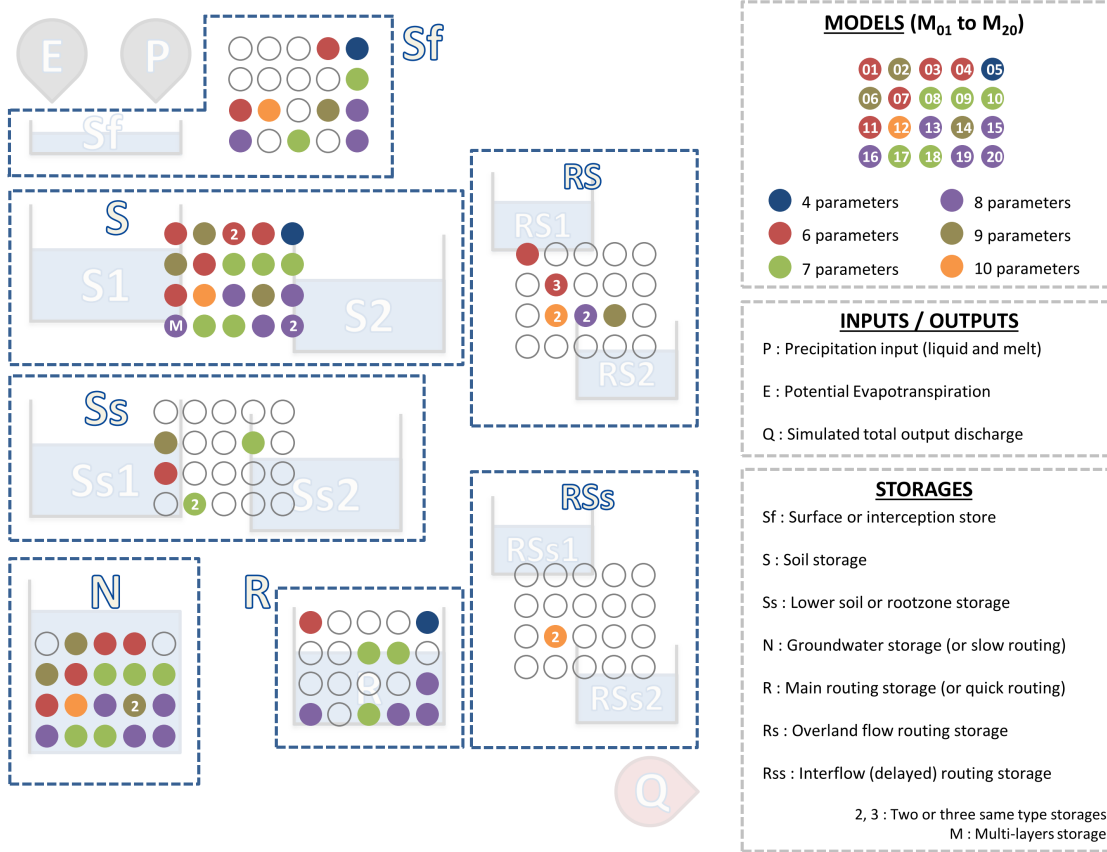 E
P
Sf
Sf
S
S1
2
S2
M
2
Ss
Ss1
Ss2
2
N
2
R
R
RS
RS1
3
2
2
RS2
RSs
RSs1
2
RSs2
Q
MODELS (M01 to M20)
01 02 03 04 05
06 07 08 09 10
11 12 13 14 15
16 17 18 19 20
4 parameters
8 parameters
6 parameters
9 parameters
7 parameters
10 parameters
INPUTS / OUTPUTS
P : Precipitation input (liquid and melt)
E : Potential Evapotranspiration
Q : Simulated total output discharge
STORAGES
Sf : Surface or interception store
S : Soil storage
Ss : Lower soil or rootzone storage
N : Groundwater storage (or slow routing)
R : Main routing storage (or quick routing)
Rs : Overland flow routing storage
Rss : Interflow (delayed) routing storage
2, 3 : Two or three same type storages
M : Multi-layers storage